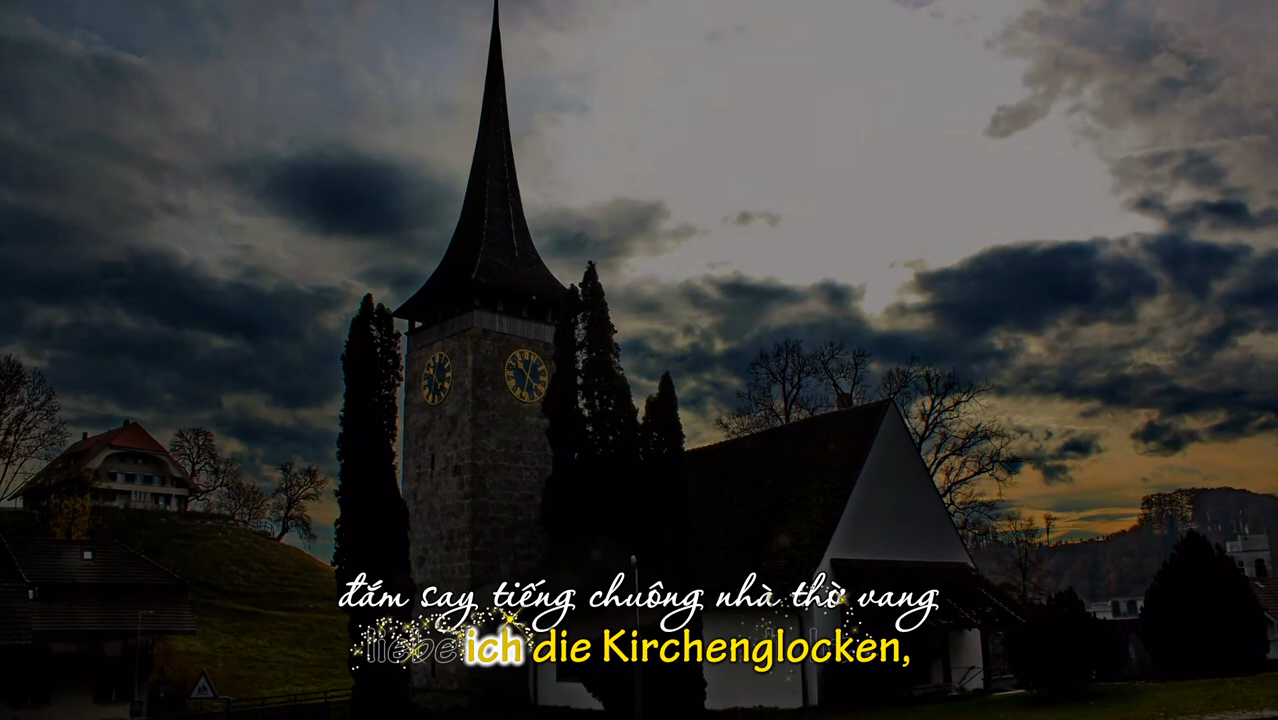 đắm say tiếng chuông nhà thờ vang
liebe ich die Kirchenglocken,